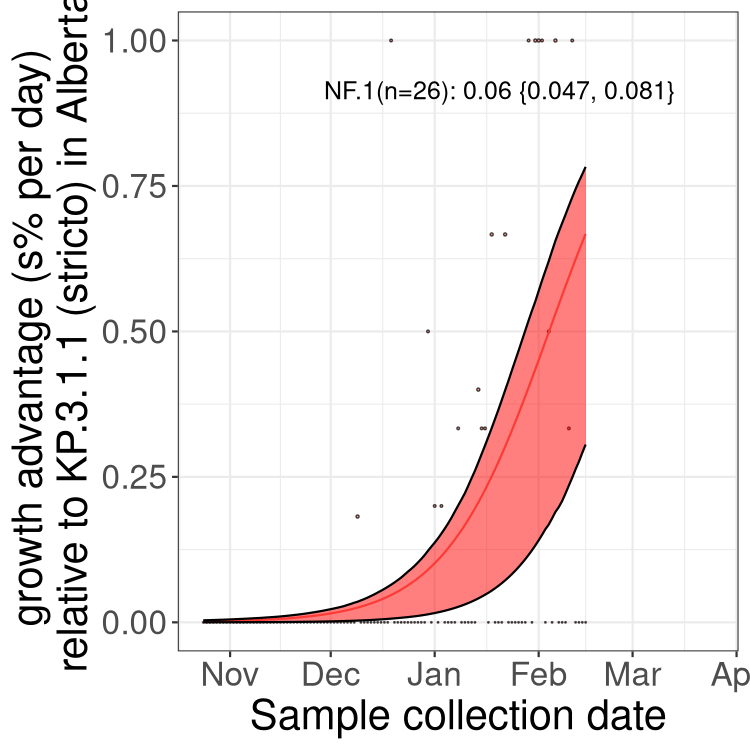 growth advantage (s% per day)
relative to KP.3.1.1 (stricto) in Alberta
1.00
0.75
0.50
0.25
0.00
NF.1(n=26): 0.06 {0.047, 0.081}
Nov Dec Jan Feb Mar Ap
Sample collection date